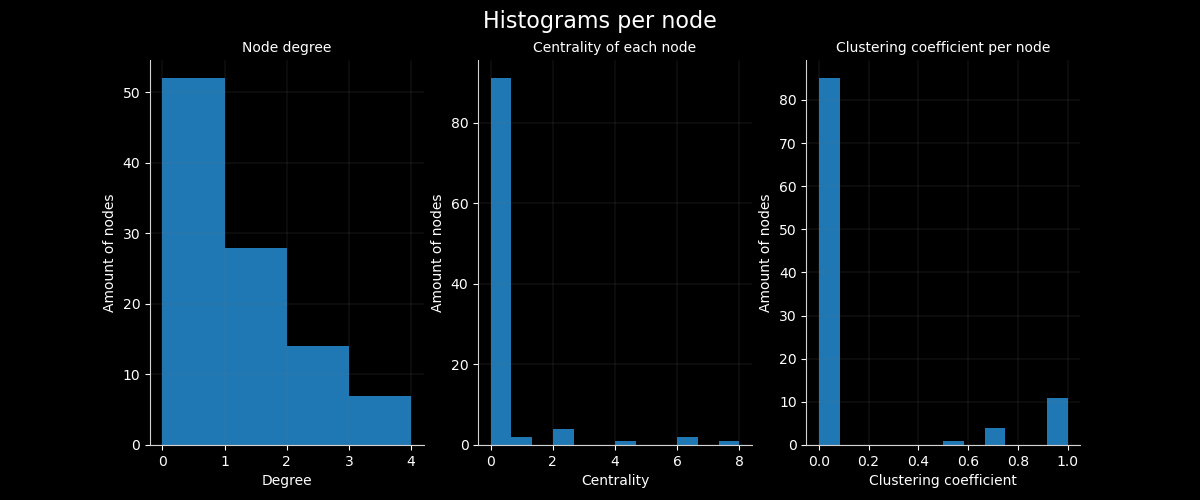 Histograms per node
Node degree
Amount of nodes
50
40
30
20
10
0
0 1 2 3 4
Degree
Centrality of each node
Amount of nodes
80
60
40
20
0
0 2 4 6 8
Centrality
Clustering coefficient per node
Amount of nodes
80
70
60
50
40
30
20
10
0
0.0 0.2 0.4 0.6 0.8 1.0
Clustering coefficient